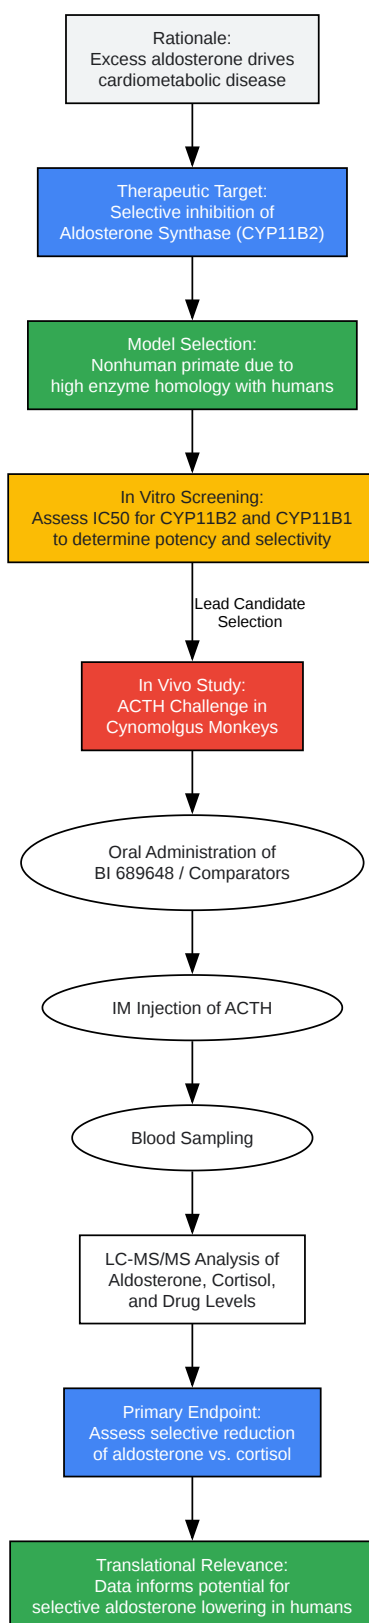 Rationale:
Excess aldosterone drives
cardiometabolic disease
Therapeutic Target:
Selective inhibition of
Aldosterone Synthase (CYP11B2)
Model Selection:
Nonhuman primate due to
high enzyme homology with humans
In Vitro Screening:
Assess IC50 for CYP11B2 and CYP11B1
to determine potency and selectivity
Lead Candidate
Selection
In Vivo Study:
ACTH Challenge in
Cynomolgus Monkeys
Oral Administration of
BI 689648 / Comparators
IM Injection of ACTH
Blood Sampling
LC-MS/MS Analysis of
Aldosterone, Cortisol,
and Drug Levels
Primary Endpoint:
Assess selective reduction
of aldosterone vs. cortisol
Translational Relevance:
Data informs potential for
selective aldosterone lowering in humans